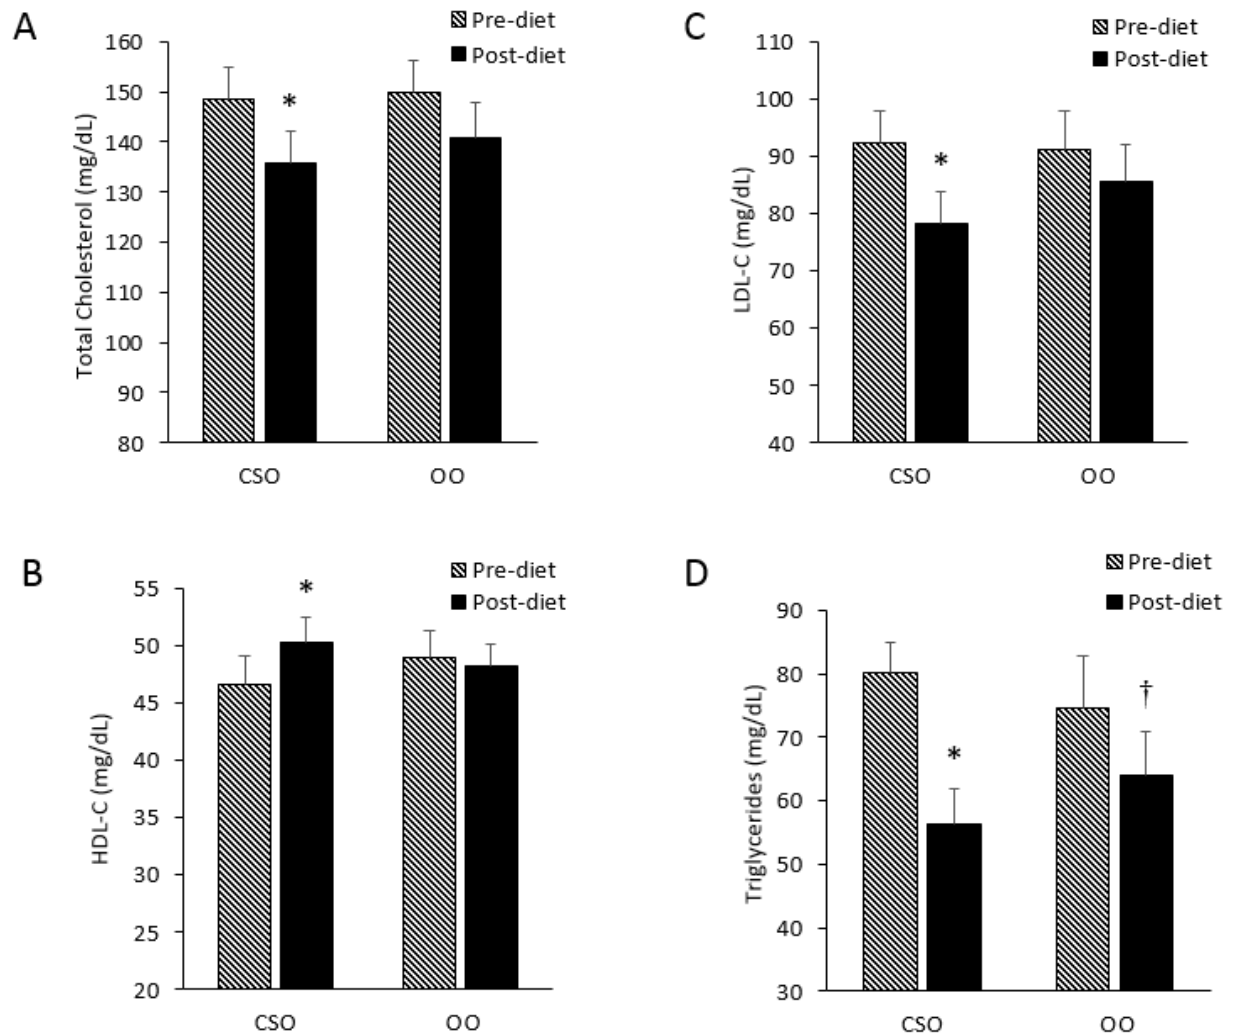 A
Pre-diet
Post-diet
160
150
140
130
120
110
100
90
80
Total Cholesterol (mg/dL)
*
CSO
OO
C
Pre-diet
Post-diet
110
100
90
80
70
60
50
40
LDL-C (mg/dL)
*
CSO
OO
B
Pre-diet
Post-diet
55
50
45
40
35
30
25
20
HDL-C (mg/dL)
*
CSO
OO
D
Pre-diet
Post-diet
90
80
70
60
50
40
30
Triglycerides (mg/dL)
*
†
CSO
OO